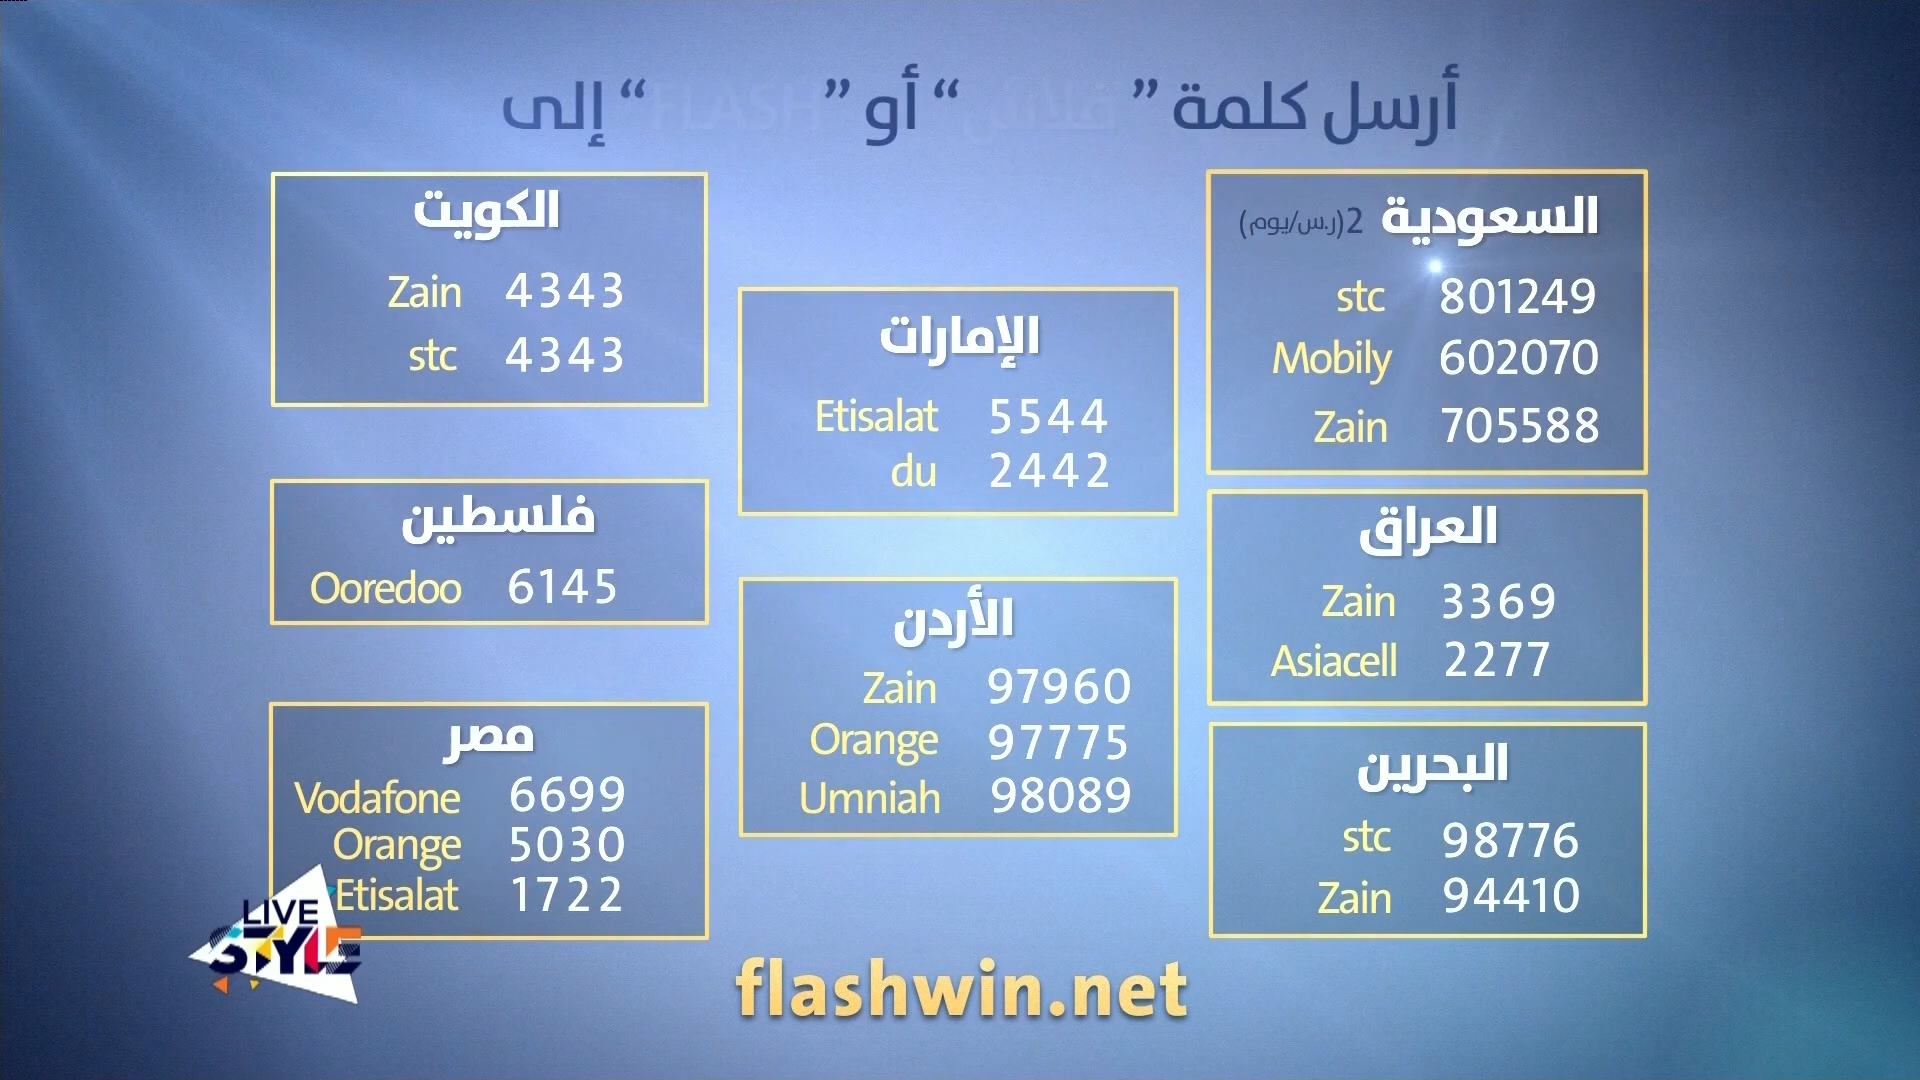 أرسل كلمة ” فلاش “ أو ”FLASH“ إلى
السعودية 2(ر.س/يوم)
stc 801249
Mobily 602070
Zain 705588
العراق
Zain 3369
Asiacell 2277
البحرين
stc 98776
Zain 94410
الإمارات
Etisalat 5544
du 2442
الأردن
Zain 97960
Orange 97775
Umniah 98089
الكويت
Zain 4343
stc 4343
فلسطين
Ooredoo 6145
مصر
Vodafone 6699
Orange 5030
Etisalat 1722
LIVE
STYLE
flashwin.net